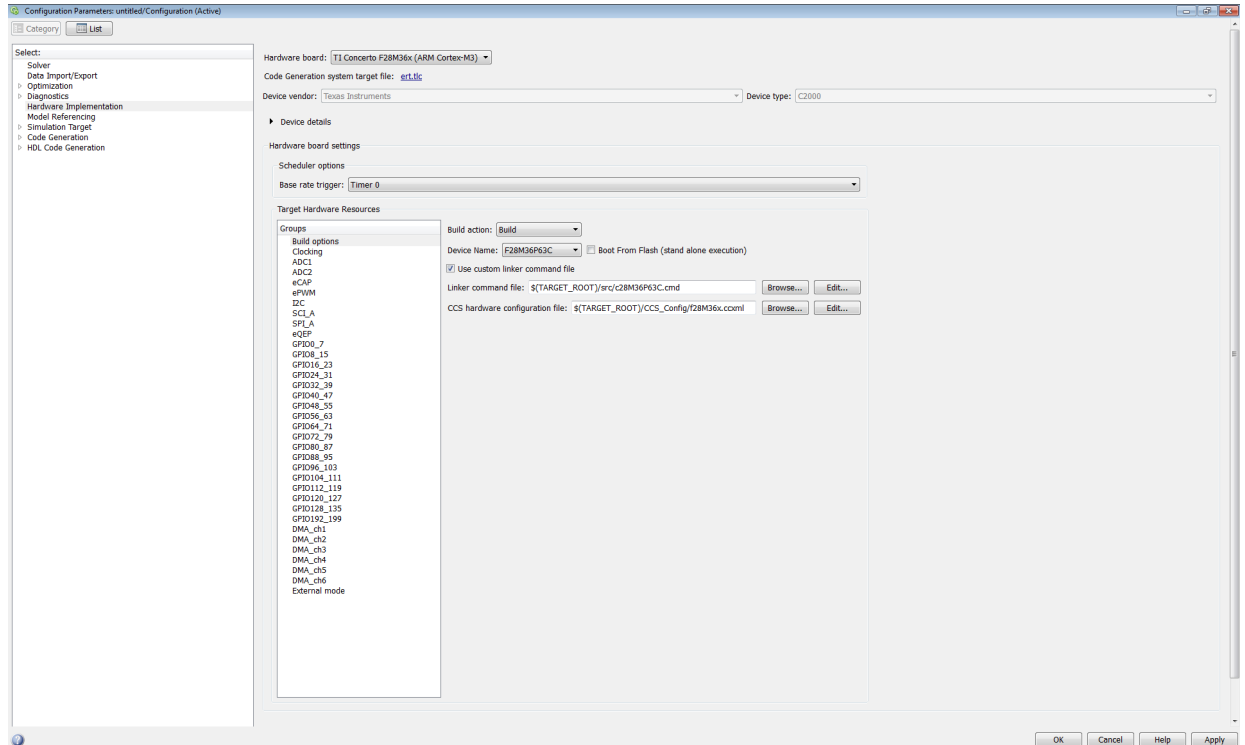 Configuration Parameters: untitled/Configuration (Active)
Category List
Select:
Solver
Data Import/Export
Optimization
Diagnostics
Hardware Implementation
Model Referencing
Simulation Target
Code Generation
HDL Code Generation
Hardware board: TI Concerto F28M36x (ARM Cortex-M3)
Code Generation system target file: ert.tlc
Device vendor: Texas Instruments Device type: C2000
Device details
Hardware board settings
Scheduler options
Base rate trigger: Timer 0
Target Hardware Resources
Groups
Build options
Clocking
ADC1
ADC2
eCAP
ePWM
I2C
SCI_A
SPI_A
eQEP
GPIO0_7
GPIO8_15
GPIO16_23
GPIO24_31
GPIO32_39
GPIO40_47
GPIO48_55
GPIO56_63
GPIO64_71
GPIO72_79
GPIO80_87
GPIO88_95
GPIO96_103
GPIO104_111
GPIO112_119
GPIO120_127
GPIO128_135
GPIO192_199
DMA_ch1
DMA_ch2
DMA_ch3
DMA_ch4
DMA_ch5
DMA_ch6
External mode
Build action: Build
Device Name: F28M36P63C Boot From Flash (stand alone execution)
Use custom linker command file
Linker command file: $(TARGET_ROOT)/src/c28M36P63C.cmd Browse... Edit...
CCS hardware configuration file: $(TARGET_ROOT)/CCS_Config/f28M36x.ccxml Browse... Edit...
OK Cancel Help Apply